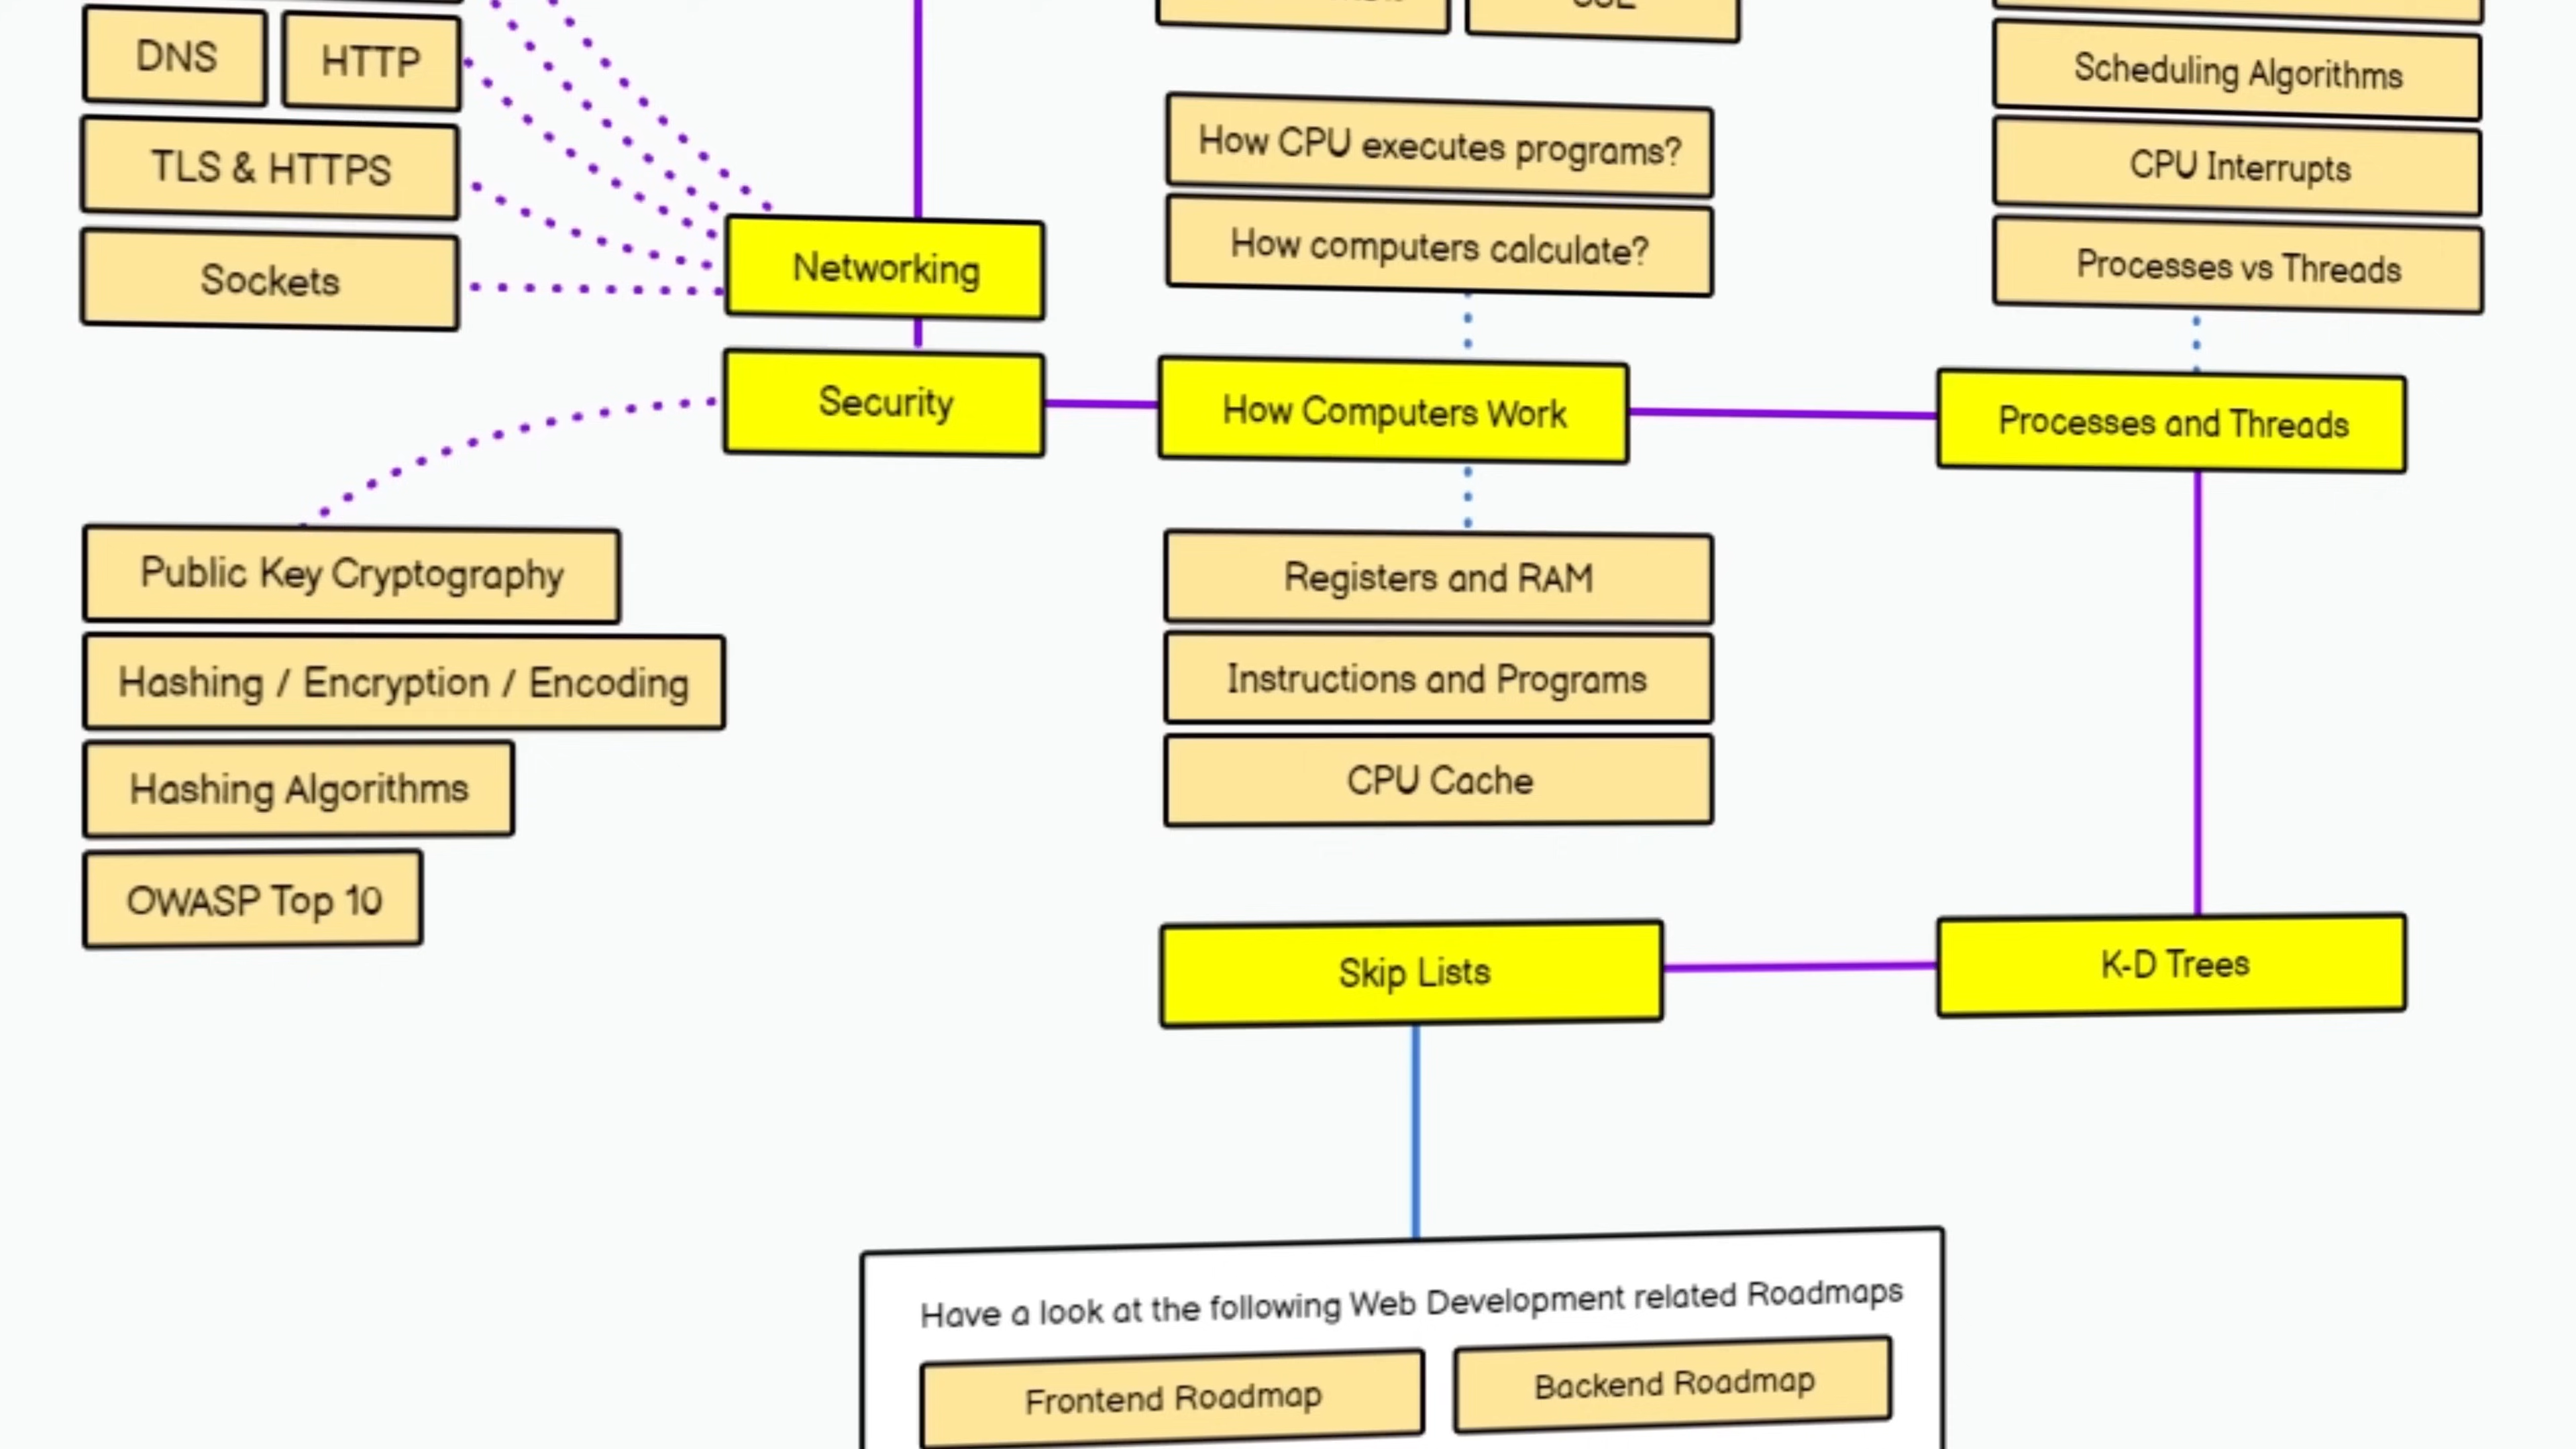 DNS
HTTP
TLS & HTTPS
Sockets
Networking
Security
Public Key Cryptography
Hashing / Encryption / Encoding
Hashing Algorithms
OWASP Top 10
How CPU executes programs?
How computers calculate?
How Computers Work
Registers and RAM
Instructions and Programs
CPU Cache
Scheduling Algorithms
CPU Interrupts
Processes vs Threads
Processes and Threads
K-D Trees
Skip Lists
Have a look at the following Web Development related Roadmaps
Frontend Roadmap
Backend Roadmap